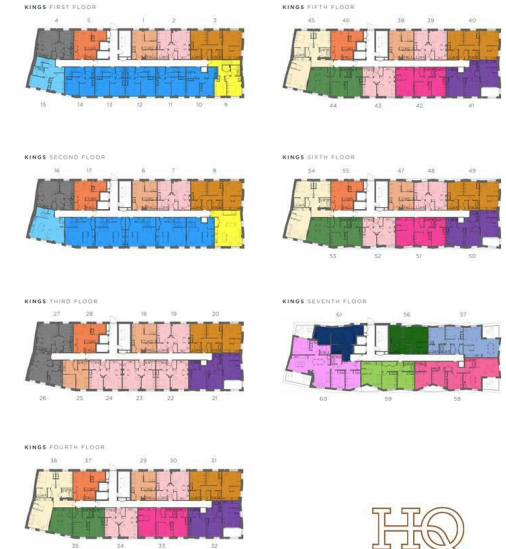 KINGS FIRST FLOOR
4 5 1 2 3
15 14 13 12 11 10 9
KINGS SECOND FLOOR
16 17 6 7 8
KINGS THIRD FLOOR
27 28 18 19 20
26 25 24 23 22 21
KINGS FOURTH FLOOR
36 37 29 30 31
35 34 33 32
KINGS FIFTH FLOOR
45 46 38 39 40
44 43 42 41
KINGS SIXTH FLOOR
54 55 47 48 49
53 52 51 50
KINGS SEVENTH FLOOR
61 56 57
60 59 58
HQ